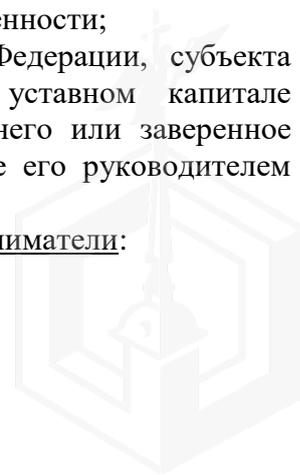 енности;
Федерации, субъекта
уставном капитале
него или заверенное
е его руководителем
ниматели: